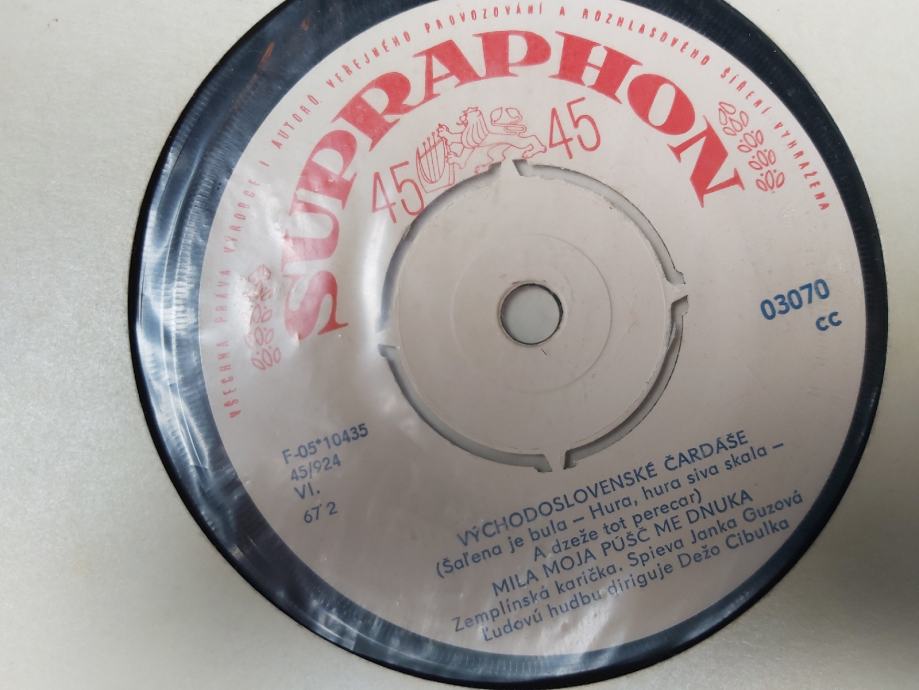 VŠECHNA PRÁVA VÝROBCE I AUTORŮ, VEŘEJNÉHO PROVOZOVÁNÍ A ROZHLASOVÉHO ŠÍŘENÍ VYHRAZENA
SUPRAPHON
45 45
03070
CC
F-05*10435
45/924
VI.
67 2
VÝCHODOSLOVENSKÉ ČARDÁŠE
(Šaľena je bula – Hura, hura siva skala –
A dzeže tot perecar)
MILA MOJA PÚŠČ ME DNUKA
Zemplínská karička. Spieva Janka Guzová
Ľudovú hudbu diriguje Dežo Cibulka